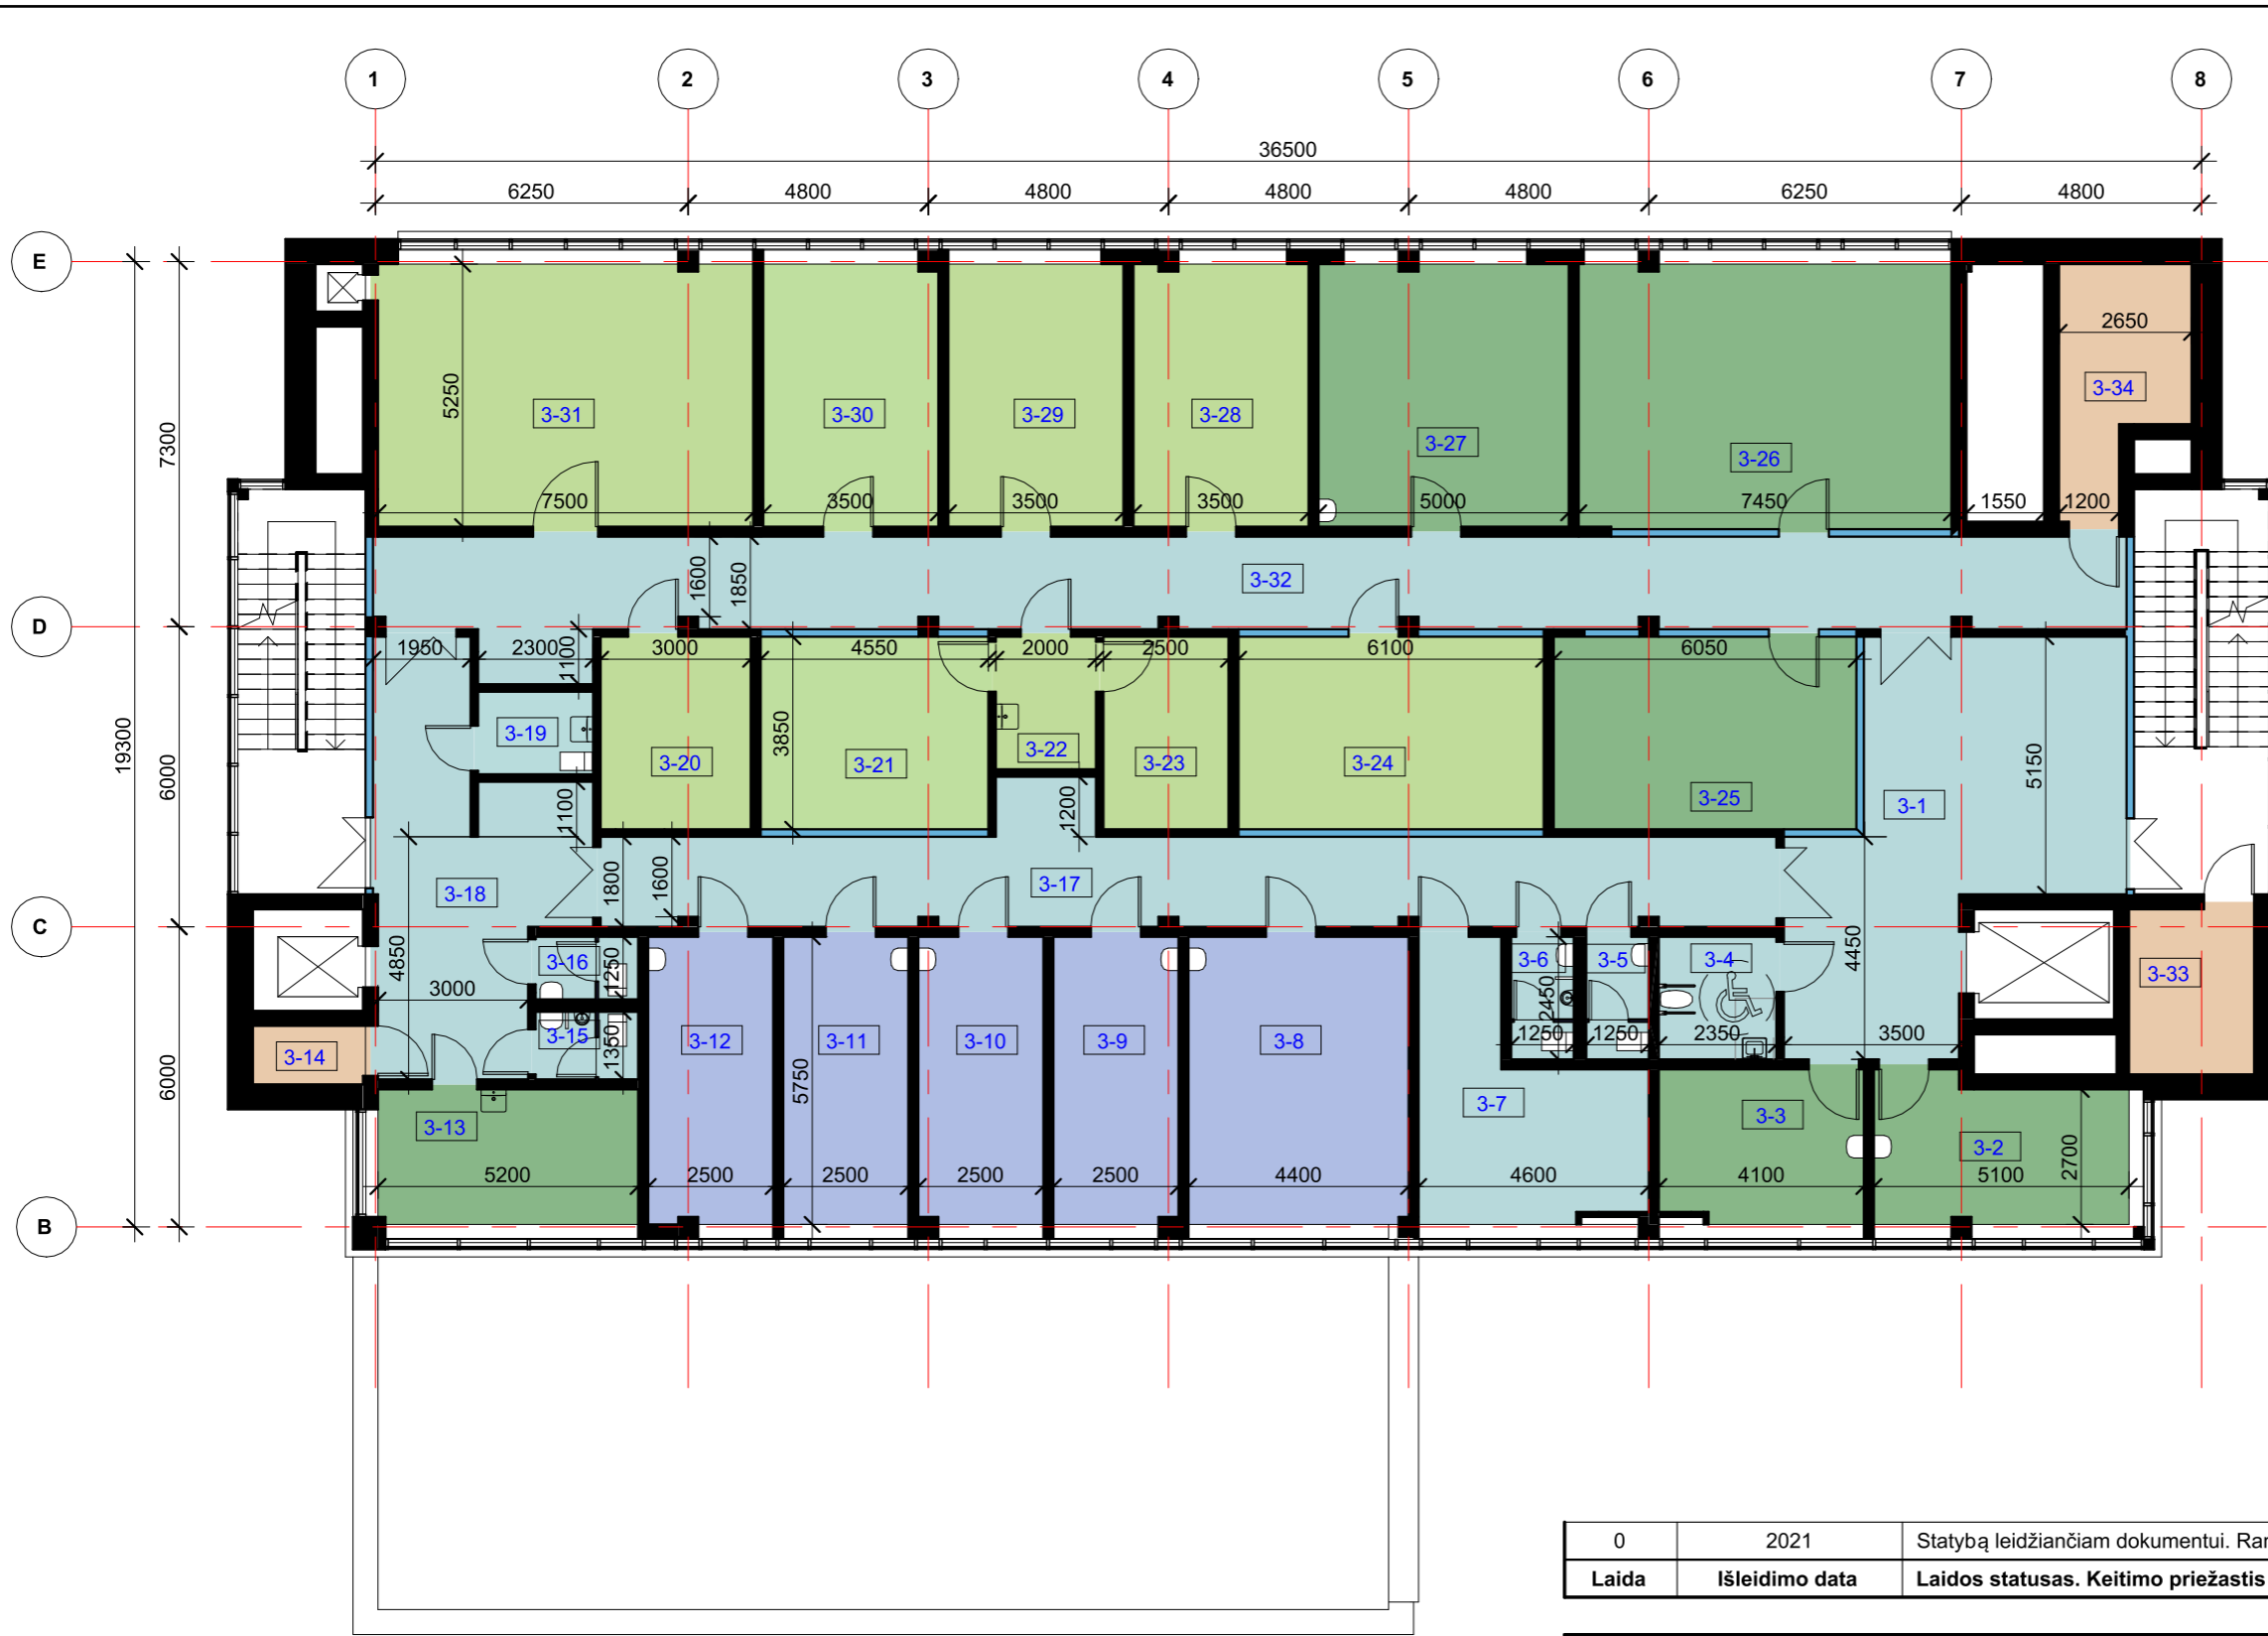 1 2 3 4 5 6 7 8
36500
6250 4800 4800 4800 4800 6250 4800
E
D
C
B
7300
6000
6000
19300
2650
3-34
5250
3-31 3-30 3-29 3-28 3-27 3-26
7500 3500 3500 3500 5000 7450 1550 1200
1600 1850 3-32
1950 2300 1100 3000 4550 2000 2500 6100 6050
3-19 3850 3-22 5150
3-20 3-21 3-23 3-24 3-25 3-1
1100 1200
3-18 1800 1600 3-17
4850 3-16 1250 3-6 3-5 3-4 4450 3-33
3000 2450
3-15 1350 1250 1250 2350 3500
3-14 3-12 3-11 3-10 3-9 3-8
5750 3-7 3-3
3-13 3-2 2700
5200 2500 2500 2500 2500 4400 4600 4100 5100
0 2021 Statybą leidžiančiam dokumentui.
Laida Išleidimo data Laidos statusas. Keitimo priežastis